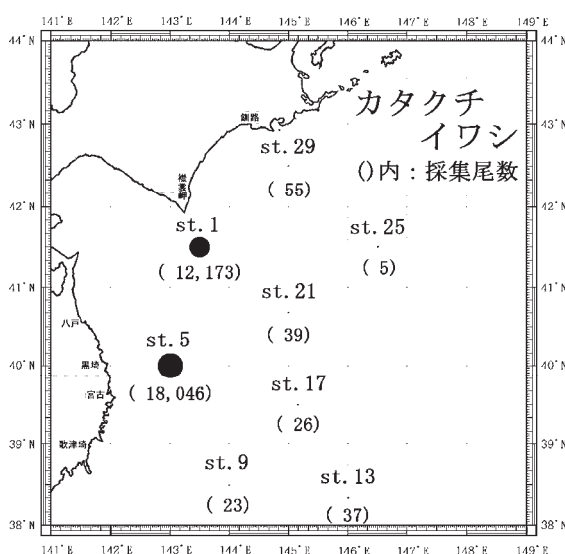 141°E 142°E 143°E 144°E 145°E 146°E 147°E 148°E 149°E
44°N 44°N
カタクチ
イワシ
()内：採集尾数
釧路
43°N 43°N
st.29
( 55)
襟裳岬
42°N 42°N
st.1
( 12,173)
st.25
( 5)
41°N 41°N
st.21
( 39)
八戸
st.5
( 18,046)
黒埼
40°N 40°N
宮古
st.17
( 26)
歌津埼
39°N 39°N
st.9
( 23)
st.13
( 37)
38°N 38°N
141°E 142°E 143°E 144°E 145°E 146°E 147°E 148°E 149°E